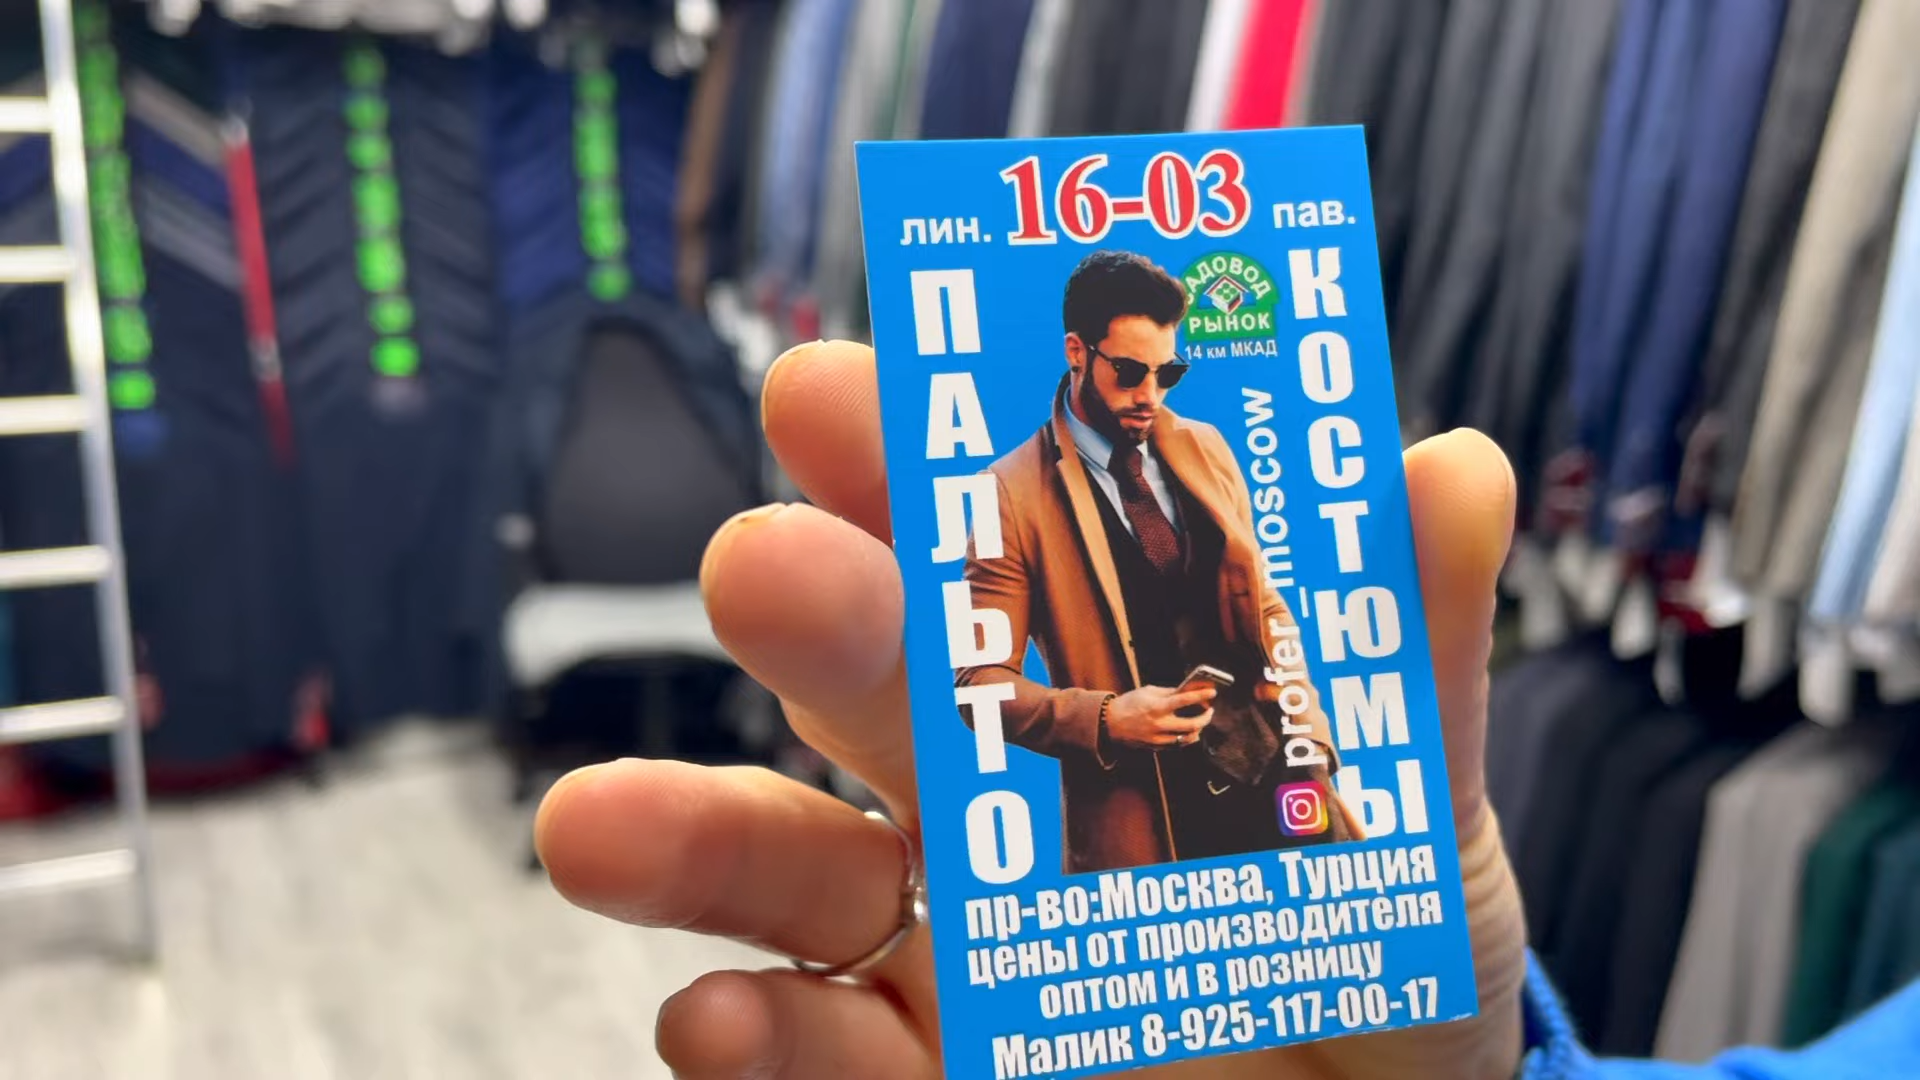 лин. 16-03 пав.
ПАЛЬТО
САДОВОД
РЫНОК
14 км МКАД
КОСТЮМЫ
profer_moscow
пр-во:Москва, Турция
цены от производителя
оптом и в розницу
Малик 8-925-117-00-17